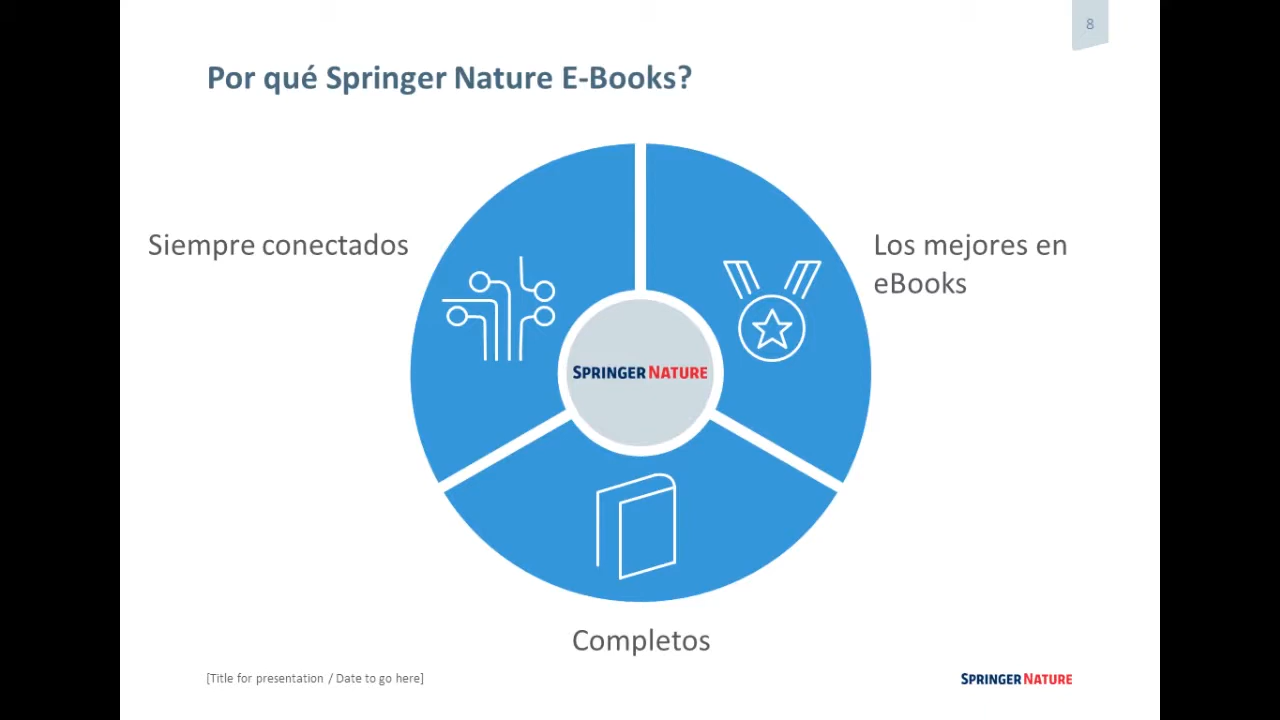 8
Por qué Springer Nature E-Books?
Siempre conectados
Los mejores en
eBooks
SPRINGER NATURE
Completos
[Title for presentation / Date to go here]
SPRINGER NATURE